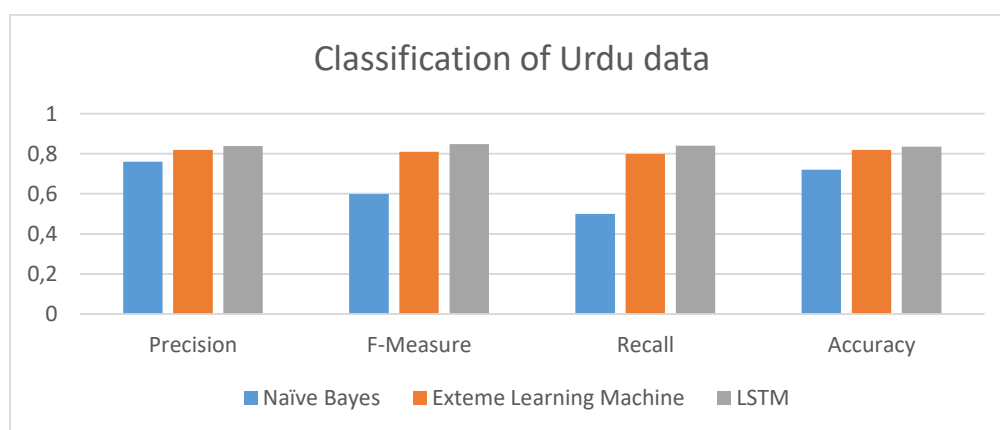 Classification of Urdu data
1
0,8
0,6
0,4
0,2
0
Precision F-Measure Recall Accuracy
Naïve Bayes Exteme Learning Machine LSTM